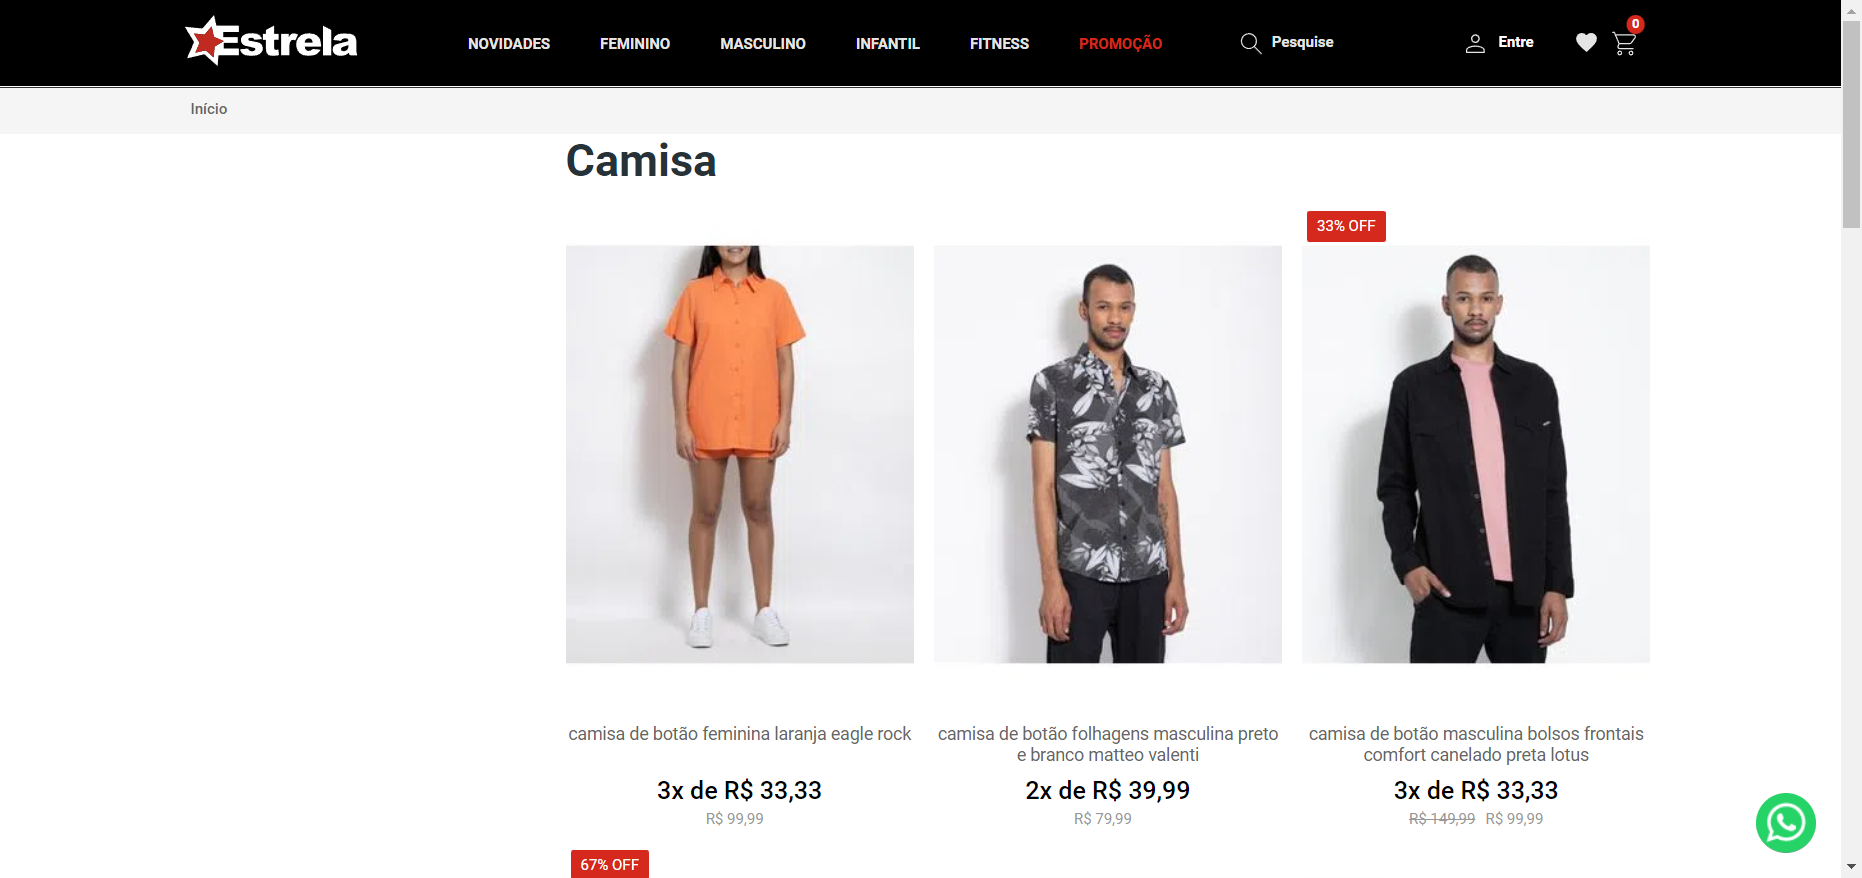 Estrela
NOVIDADES
FEMININO
MASCULINO
INFANTIL
FITNESS
PROMOÇÃO
Pesquise
Entre
0
Início
Camisa
33% OFF
camisa de botão feminina laranja eagle rock
3x de R$ 33,33
R$ 99,99
camisa de botão folhagens masculina preto
e branco matteo valenti
2x de R$ 39,99
R$ 79,99
camisa de botão masculina bolsos frontais
comfort canelado preta lotus
3x de R$ 33,33
R$ 149,99 R$ 99,99
67% OFF